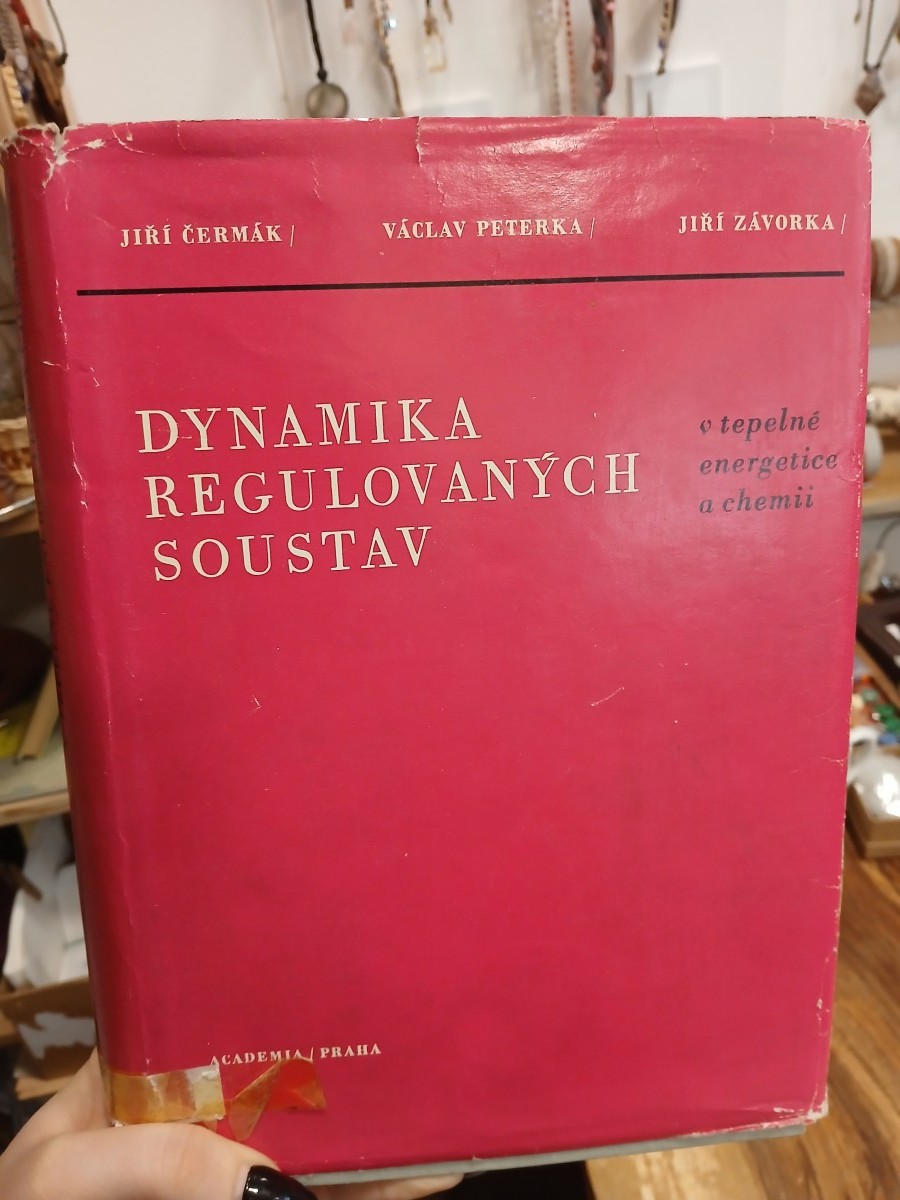 JIŘÍ ČERMÁK / VÁCLAV PETERKA / JIŘÍ ZÁVORKA /
DYNAMIKA
REGULOVANÝCH
SOUSTAV
v tepelné
energetice
a chemii
ACADEMIA / PRAHA